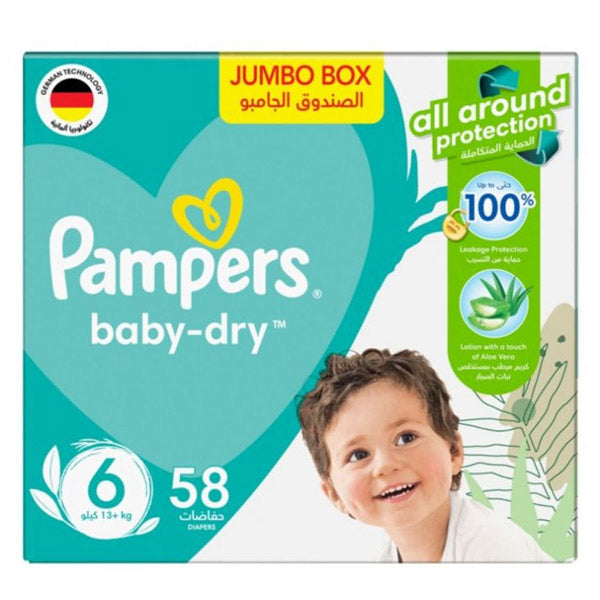 GERMAN TECHNOLOGY
تكنولوجيا ألمانية
JUMBO BOX
الصندوق الجامبو
all around
protection
الحماية المتكاملة
Up to حتى
100%
Leakage Protection
حماية من التسرب
Lotion with a touch
of Aloe Vera
كريم مرطب بمستخلص
نبات الصبار
Pampers®
baby-dry™
6
13+ kg كيلو
58
حفاضات
DIAPERS